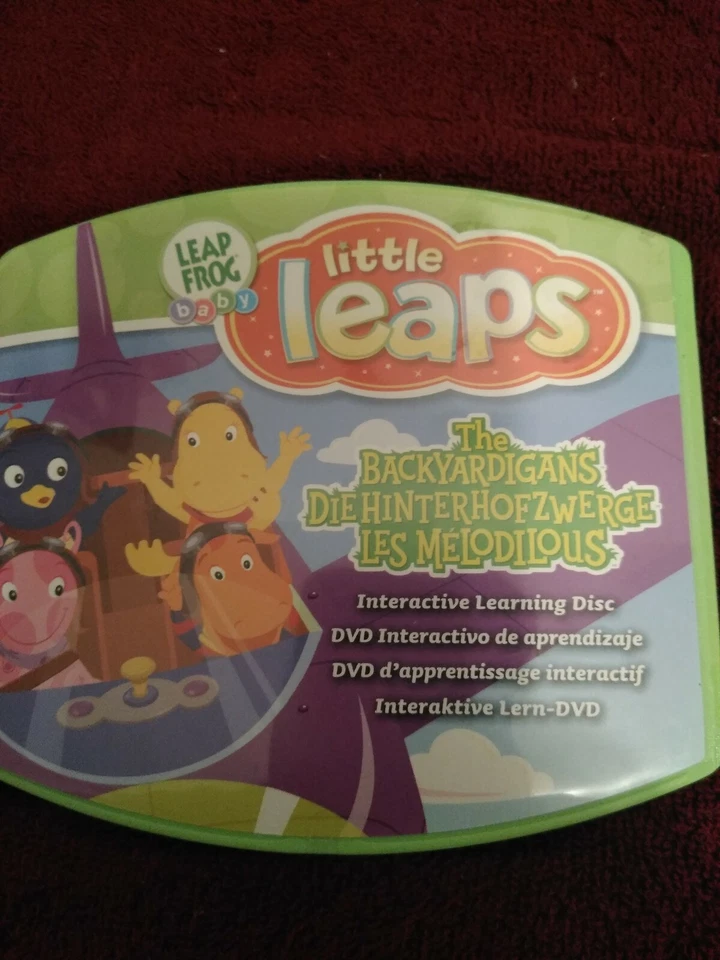 LEAP
FROG
baby
little
leaps™
The
BACKYARDIGANS
DIE HINTERHOFZWERGE
LES MÉLODILOUS
Interactive Learning Disc
DVD Interactivo de aprendizaje
DVD d'apprentissage interactif
Interaktive Lern-DVD